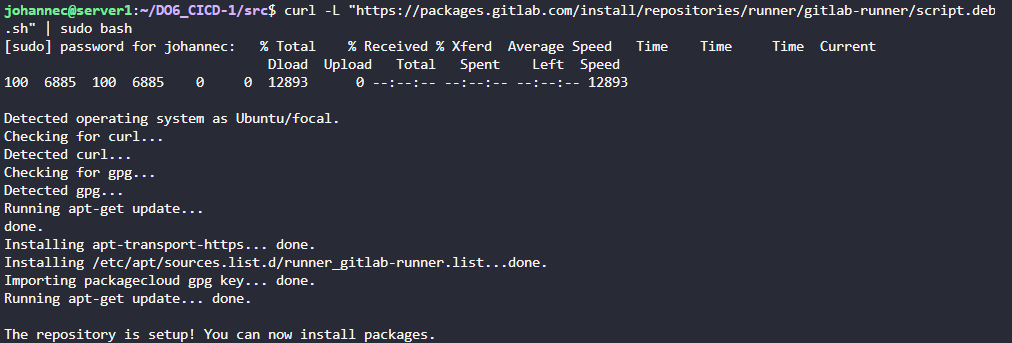 johannec@server1:~/DO6_CICD-1/src$ curl -L "https://packages.gitlab.com/install/repositories/runner/gitlab-runner/script.deb
.sh" | sudo bash
[sudo] password for johannec:   % Total    % Received % Xferd  Average Speed   Time    Time     Time  Current
                                 Dload  Upload   Total   Spent    Left  Speed
100  6885  100  6885    0     0  12893      0 --:--:-- --:--:-- --:--:-- 12893

Detected operating system as Ubuntu/focal.
Checking for curl...
Detected curl...
Checking for gpg...
Detected gpg...
Running apt-get update...
done.
Installing apt-transport-https... done.
Installing /etc/apt/sources.list.d/runner_gitlab-runner.list...done.
Importing packagecloud gpg key... done.
Running apt-get update... done.

The repository is setup! You can now install packages.